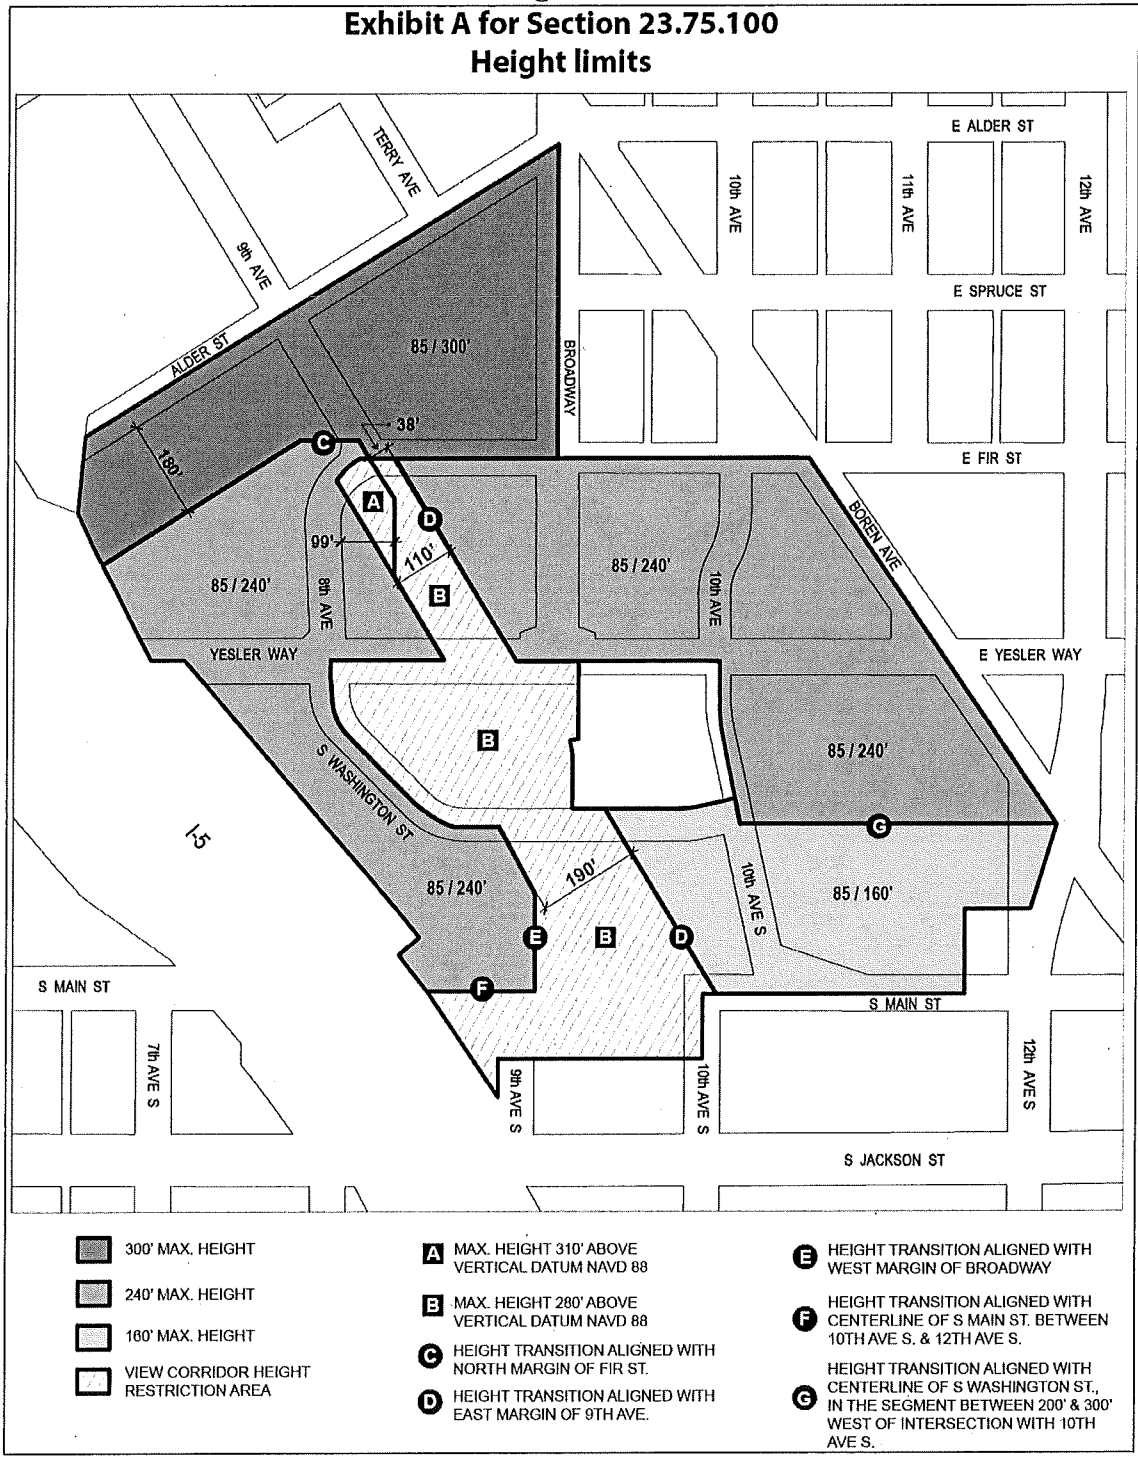 Exhibit A for Section 23.75.100
Height limits
E ALDER ST
TERRY AVE
10th AVE
11th AVE
12th AVE
9th AVE
E SPRUCE ST
ALDER ST
85 / 300'
BROADWAY
38'
C
180'
E FIR ST
A
D
BOREN AVE
99'
110'
85 / 240'
85 / 240'
8th AVE
B
10th AVE
YESLER WAY
E YESLER WAY
B
85 / 240'
S WASHINGTON ST
I-5
G
190'
85 / 240'
10th AVE S
85 / 160'
E
B
D
F
S MAIN ST
S MAIN ST
7th AVE S
9th AVE S
10th AVE S
12th AVE S
S JACKSON ST
300' MAX. HEIGHT
240' MAX. HEIGHT
160' MAX. HEIGHT
VIEW CORRIDOR HEIGHT
RESTRICTION AREA
A MAX. HEIGHT 310' ABOVE
VERTICAL DATUM NAVD 88
B MAX. HEIGHT 280' ABOVE
VERTICAL DATUM NAVD 88
C HEIGHT TRANSITION ALIGNED WITH
NORTH MARGIN OF FIR ST.
D HEIGHT TRANSITION ALIGNED WITH
EAST MARGIN OF 9TH AVE.
E HEIGHT TRANSITION ALIGNED WITH
WEST MARGIN OF BROADWAY
F HEIGHT TRANSITION ALIGNED WITH
CENTERLINE OF S MAIN ST. BETWEEN
10TH AVE S. & 12TH AVE S.
G HEIGHT TRANSITION ALIGNED WITH
CENTERLINE OF S WASHINGTON ST.,
IN THE SEGMENT BETWEEN 200' & 300'
WEST OF INTERSECTION WITH 10TH
AVE S.